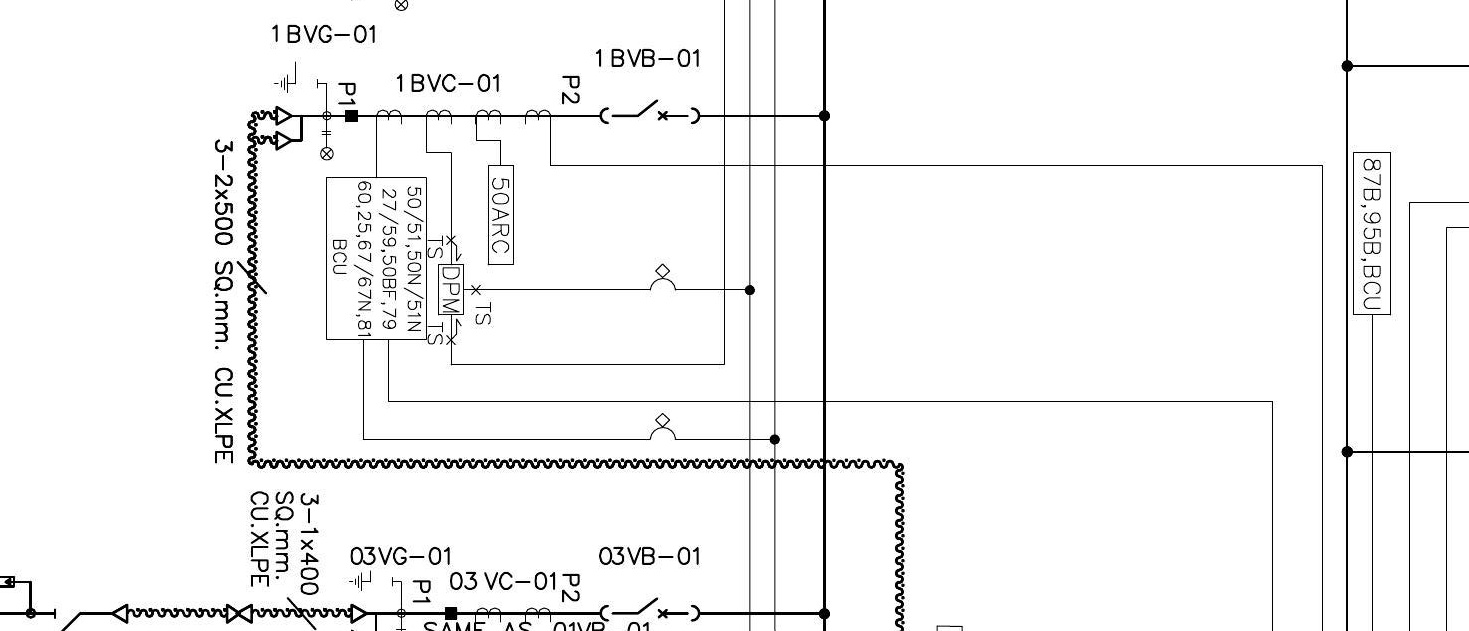 1BVG-01
1BVB-01
1BVC-01
P1
P2
3-2x500 SQ.mm. CU.XLPE
50ARC
87B,95B,BCU
50/51,50N/51N
27/59,50BF,79
60,25,67/67N,81
BCU
TS
DPM
TS
TS
3-1x400
SQ.mm.
CU.XLPE
03VG-01
03VB-01
03VC-01
P1
P2
SAME AS 01VB-01